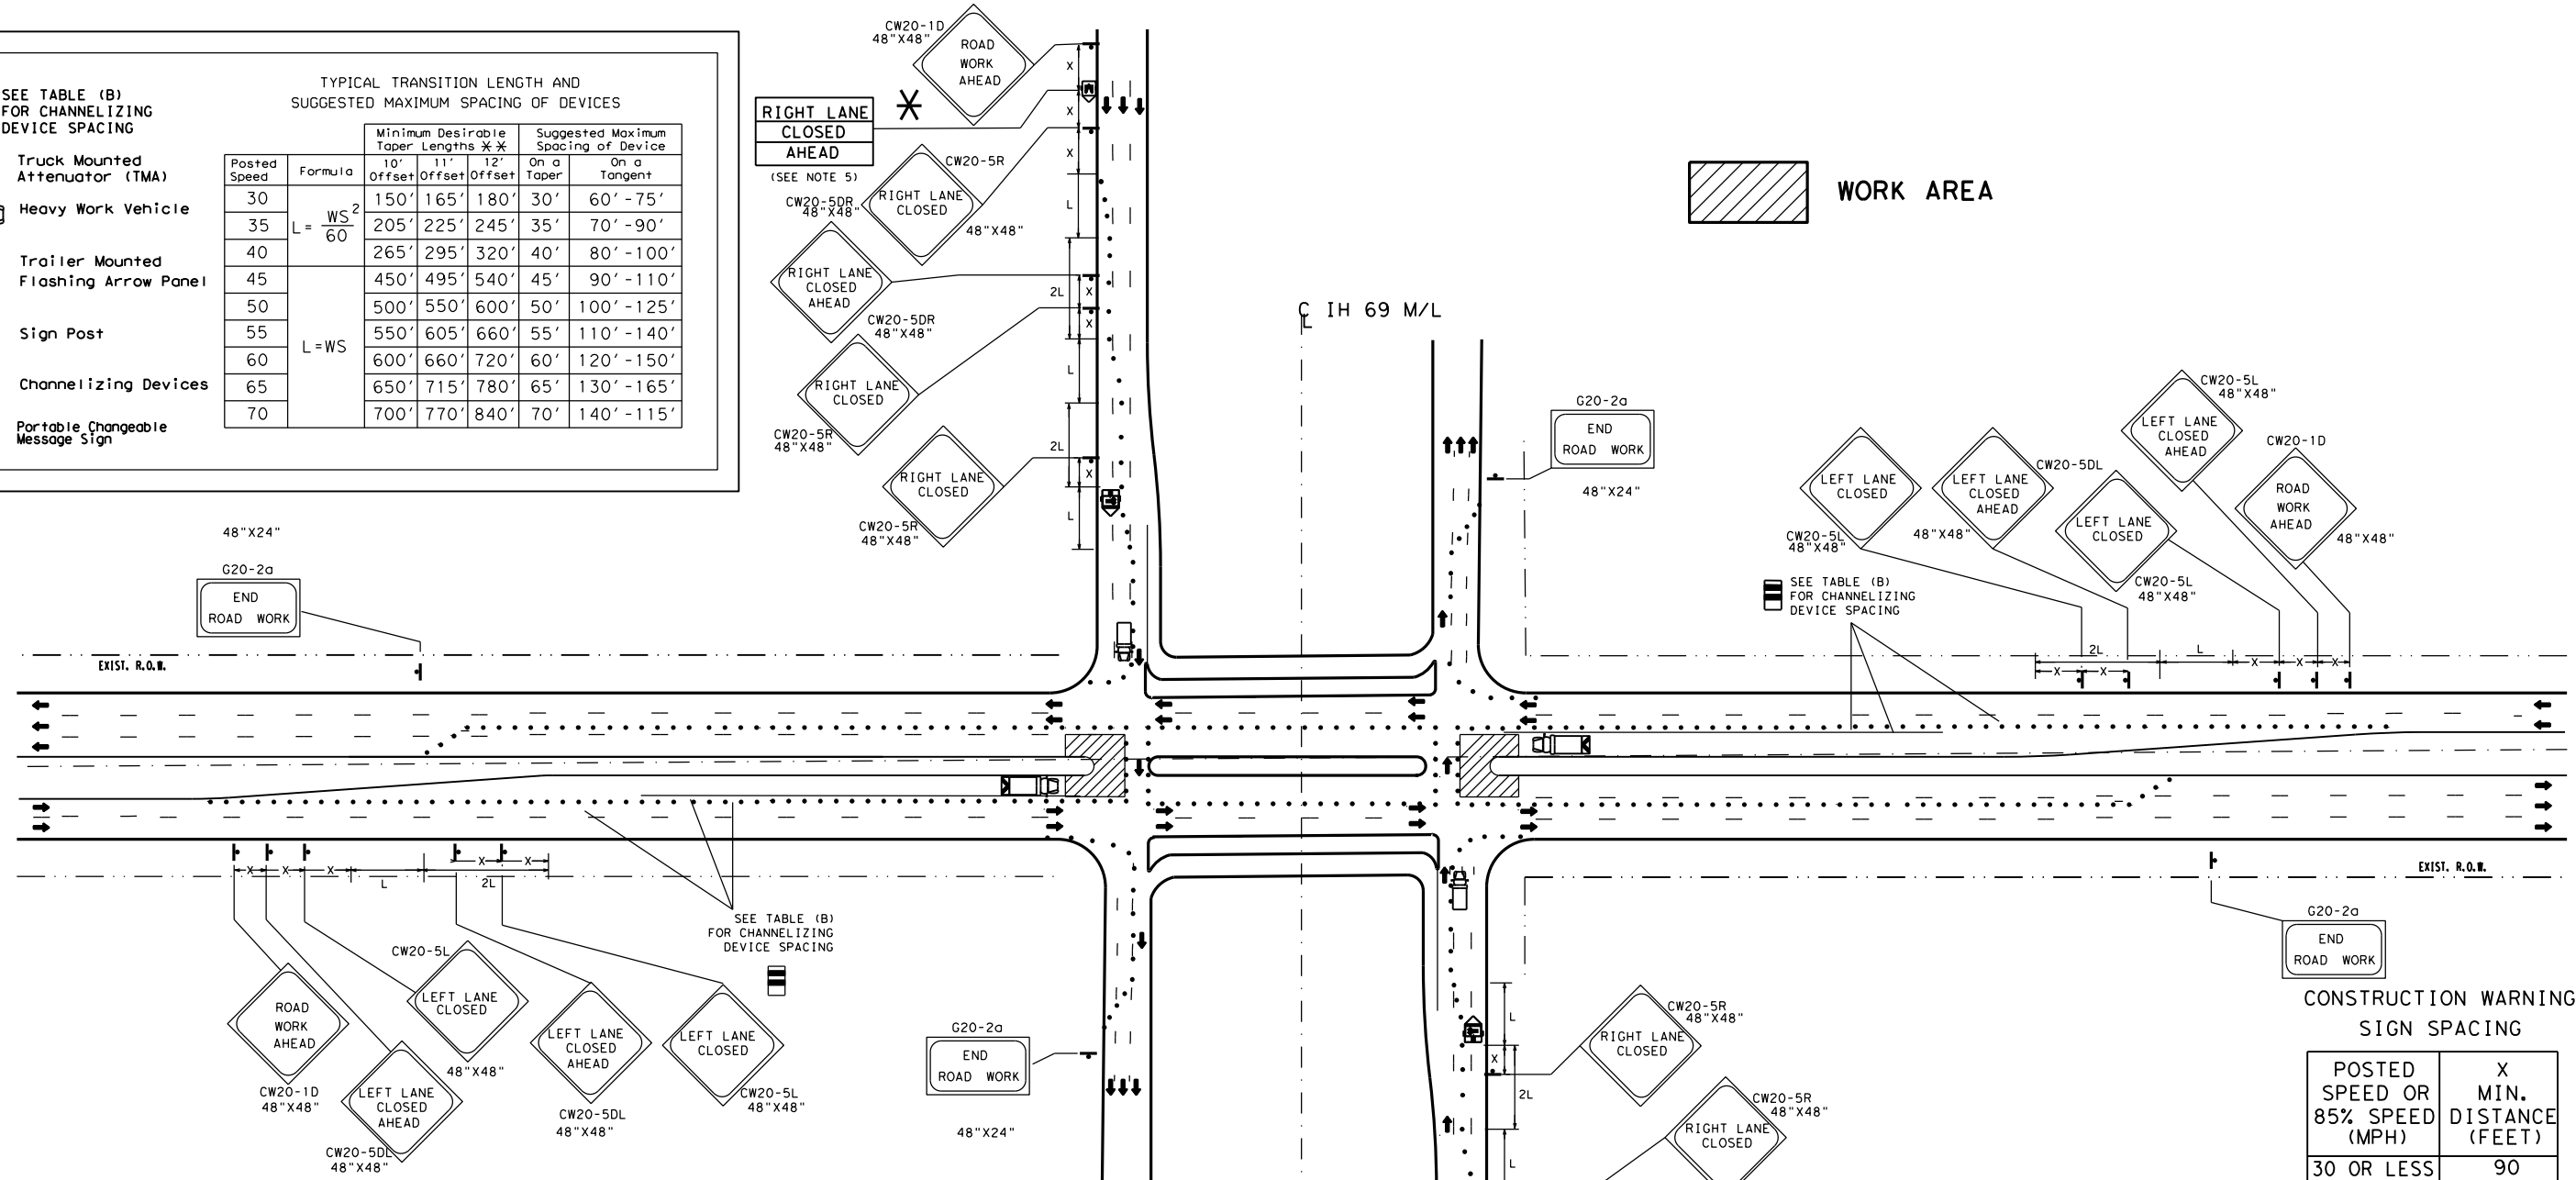 SEE TABLE (B)
FOR CHANNELIZING
DEVICE SPACING
Truck Mounted
Attenuator (TMA)
Heavy Work Vehicle
Trailer Mounted
Flashing Arrow Panel
Sign Post
Channelizing Devices
Portable Changeable
Message Sign
TYPICAL TRANSITION LENGTH AND
SUGGESTED MAXIMUM SPACING OF DEVICES
Minimum Desirable Suggested Maximum
Taper Lengths ** Spacing of Device
Posted Speed Formula 10' Offset 11' Offset 12' Offset On a Taper On a Tangent
30 150' 165' 180' 30' 60'-75'
L= WS²/60
35 205' 225' 245' 35' 70'-90'
40 265' 295' 320' 40' 80'-100'
45 450' 495' 540' 45' 90'-110'
50 500' 550' 600' 50' 100'-125'
55 550' 605' 660' 55' 110'-140'
L=WS
60 600' 660' 720' 60' 120'-150'
65 650' 715' 780' 65' 130'-165'
70 700' 770' 840' 70' 140'-115'
CW20-1D
48"X48"
ROAD
WORK
AHEAD
RIGHT LANE
CLOSED
AHEAD
*
(SEE NOTE 5)
CW20-5R
RIGHT LANE
CLOSED
48"X48"
CW20-5DR
48"X48"
RIGHT LANE
CLOSED
AHEAD
CW20-5DR
48"X48"
RIGHT LANE
CLOSED
CW20-5R
48"X48"
RIGHT LANE
CLOSED
CW20-5R
48"X48"
X
X
X
L
2L
X
X
L
2L
X
L
WORK AREA
CL IH 69 M/L
G20-2a
END
ROAD WORK
48"X24"
LEFT LANE
CLOSED
CW20-5L
48"X48"
LEFT LANE
CLOSED
AHEAD
CW20-5DL
48"X48"
LEFT LANE
CLOSED
CW20-5L
48"X48"
CW20-5L
48"X48"
LEFT LANE
CLOSED
AHEAD
CW20-1D
ROAD
WORK
AHEAD
48"X48"
SEE TABLE (B)
FOR CHANNELIZING
DEVICE SPACING
2L
L
X
X
X
X
X
48"X24"
G20-2a
END
ROAD WORK
EXIST. R.O.W.
X
X
X
L
X
X
2L
SEE TABLE (B)
FOR CHANNELIZING
DEVICE SPACING
ROAD
WORK
AHEAD
CW20-1D
48"X48"
LEFT LANE
CLOSED
AHEAD
CW20-5DL
48"X48"
CW20-5L
LEFT LANE
CLOSED
48"X48"
LEFT LANE
CLOSED
AHEAD
CW20-5DL
48"X48"
LEFT LANE
CLOSED
CW20-5L
48"X48"
G20-2a
END
ROAD WORK
48"X24"
L
X
2L
L
CW20-5R
48"X48"
RIGHT LANE
CLOSED
CW20-5R
48"X48"
RIGHT LANE
CLOSED
EXIST. R.O.W.
G20-2a
END
ROAD WORK
CONSTRUCTION WARNING
SIGN SPACING
POSTED X
SPEED OR MIN.
85% SPEED DISTANCE
(MPH) (FEET)
30 OR LESS 90